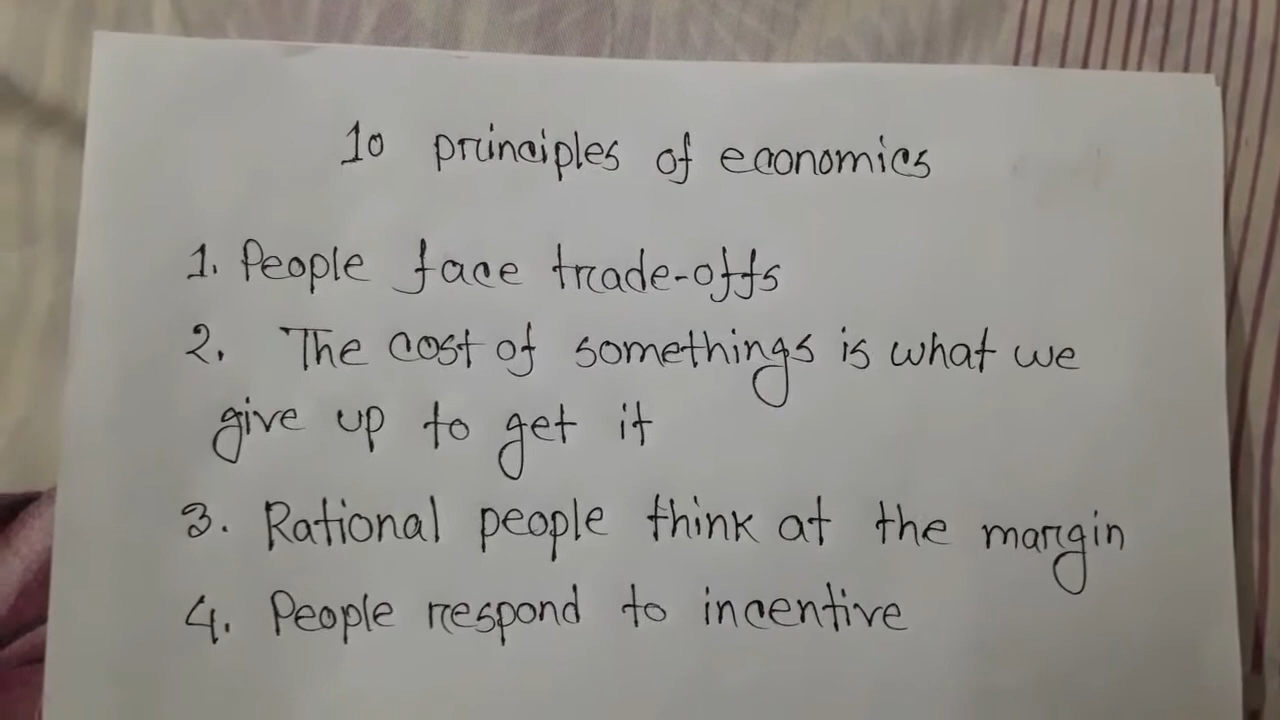 10 principles of economics
1. People face trade-offs
2. The cost of somethings is what we
give up to get it
3. Rational people think at the margin
4. People respond to incentive